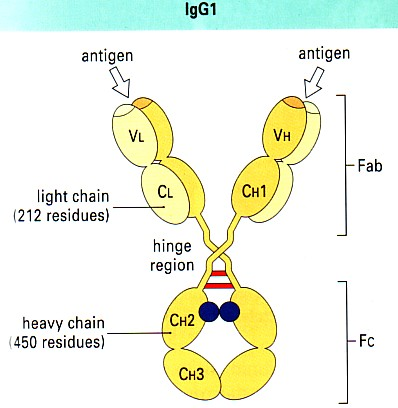 IgG1
antigen
antigen
VL
VH
Fab
CL
CH1
light chain
(212 residues)
hinge
region
heavy chain
(450 residues)
CH2
Fc
CH3